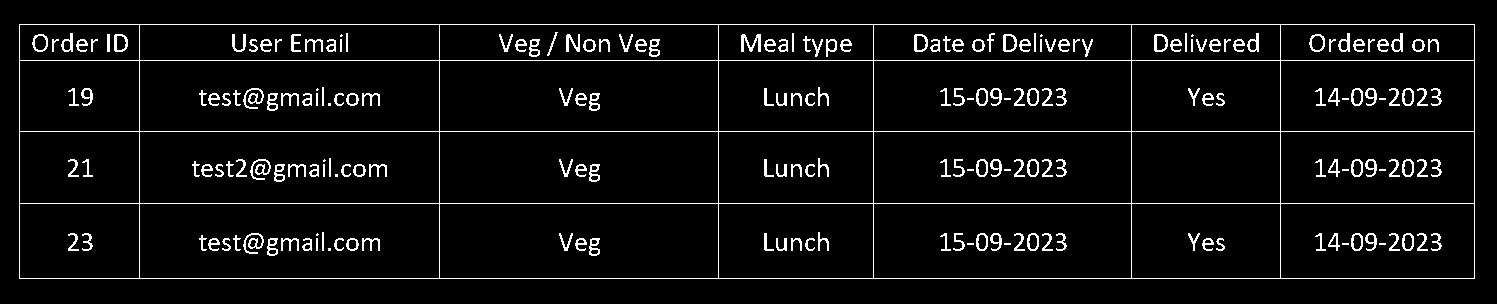 Order ID User Email Veg / Non Veg Meal type Date of Delivery Delivered Ordered on
19 test@gmail.com Veg Lunch 15-09-2023 Yes 14-09-2023
21 test2@gmail.com Veg Lunch 15-09-2023 14-09-2023
23 test@gmail.com Veg Lunch 15-09-2023 Yes 14-09-2023